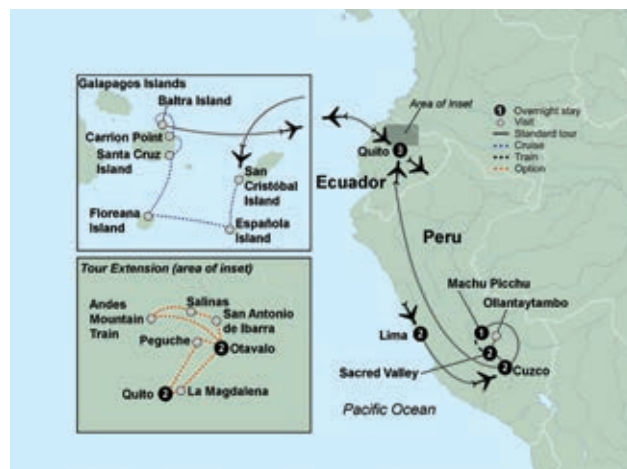 Galapagos Islands
Baltra Island
Carrion Point
Santa Cruz
Island
San
Cristóbal
Island
Floreana
Island
Española
Island
Tour Extension (area of inset)
Andes
Mountain
Train
Salinas
San Antonio
de Ibarra
Peguche
2
Otavalo
Quito
2
La Magdalena
Area of Inset
1
Overnight stay
Visit
Standard tour
Cruise
Train
Option
Quito
3
Ecuador
Peru
Machu Picchu
Ollantaytambo
Lima
2
1
2
Sacred Valley
2
Cuzco
Pacific Ocean